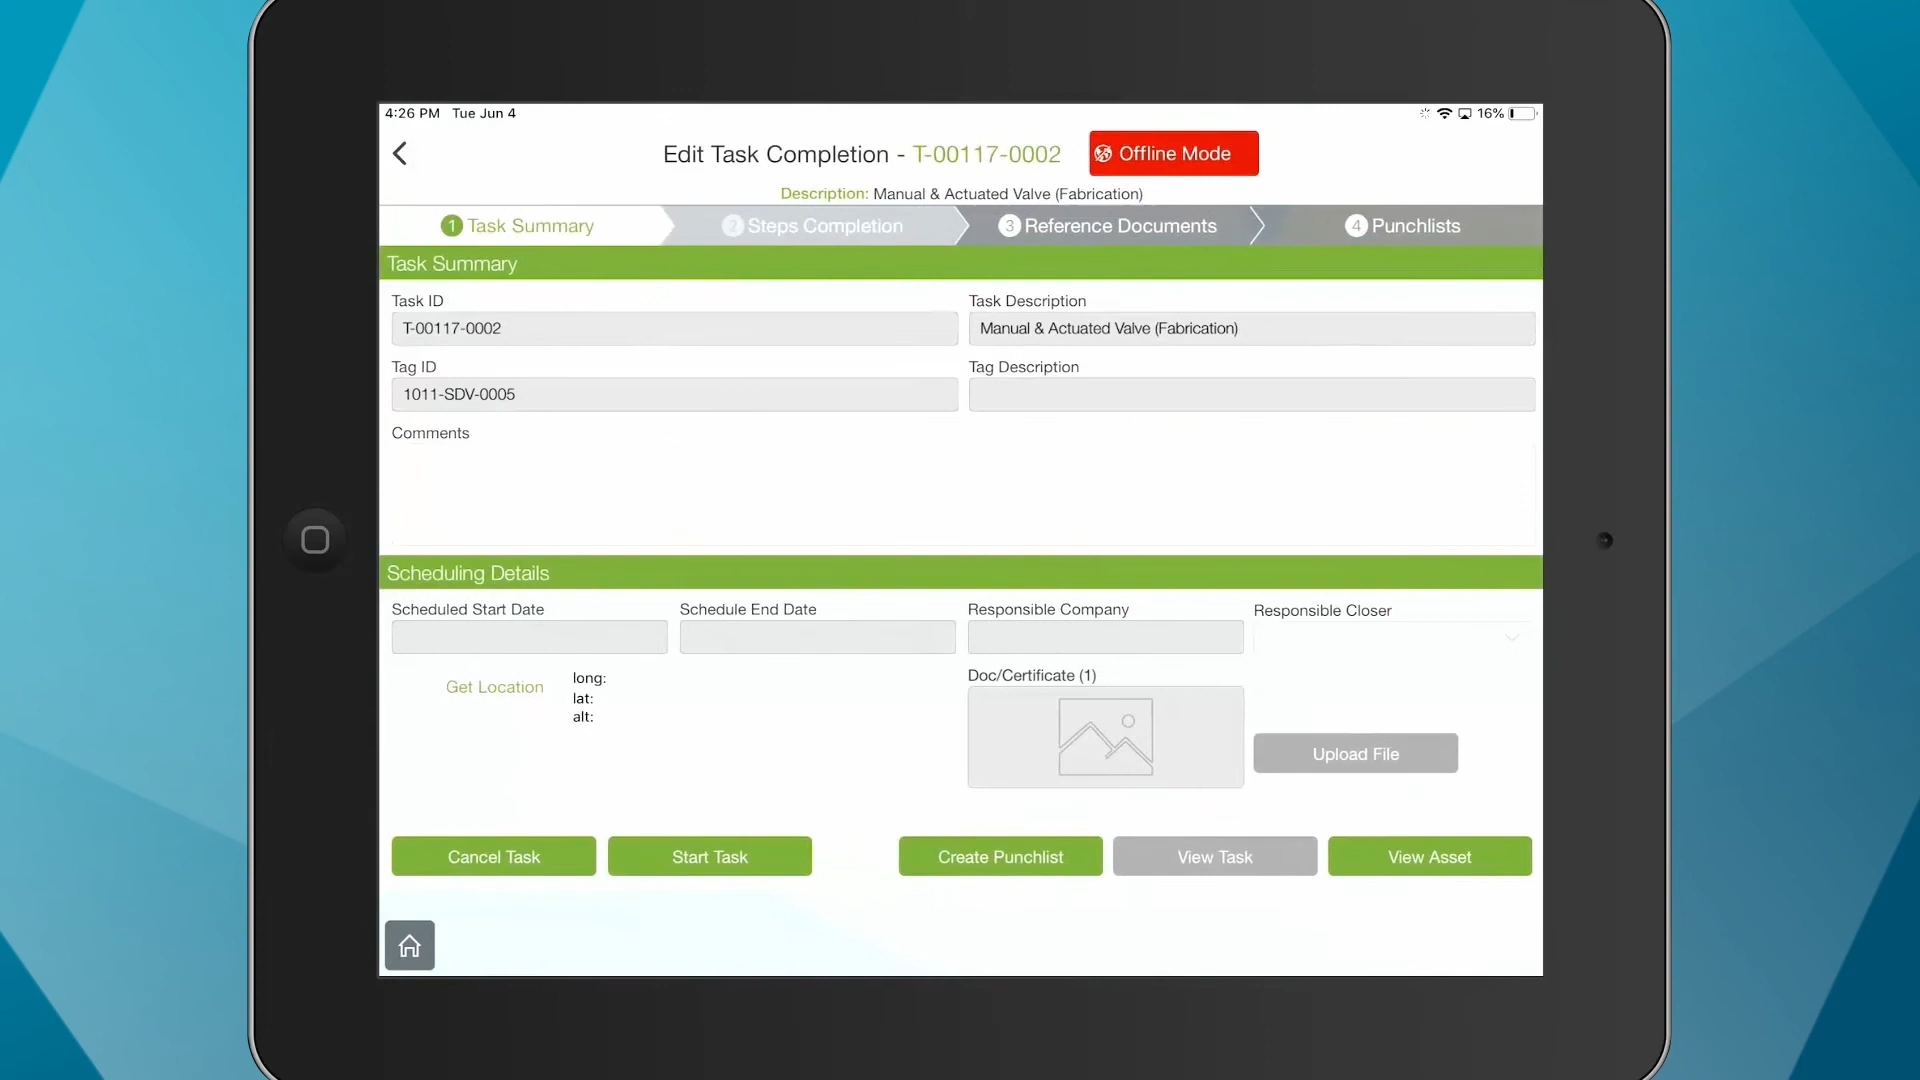 4:26 PM Tue Jun 4
16%
Edit Task Completion - T-00117-0002
Offline Mode
Description: Manual & Actuated Valve (Fabrication)
1 Task Summary
2 Steps Completion
3 Reference Documents
4 Punchlists
Task Summary
Task ID
Task Description
T-00117-0002
Manual & Actuated Valve (Fabrication)
Tag ID
Tag Description
1011-SDV-0005
Comments
Scheduling Details
Scheduled Start Date
Schedule End Date
Responsible Company
Responsible Closer
Get Location
long:
lat:
alt:
Doc/Certificate (1)
Upload File
Cancel Task
Start Task
Create Punchlist
View Task
View Asset